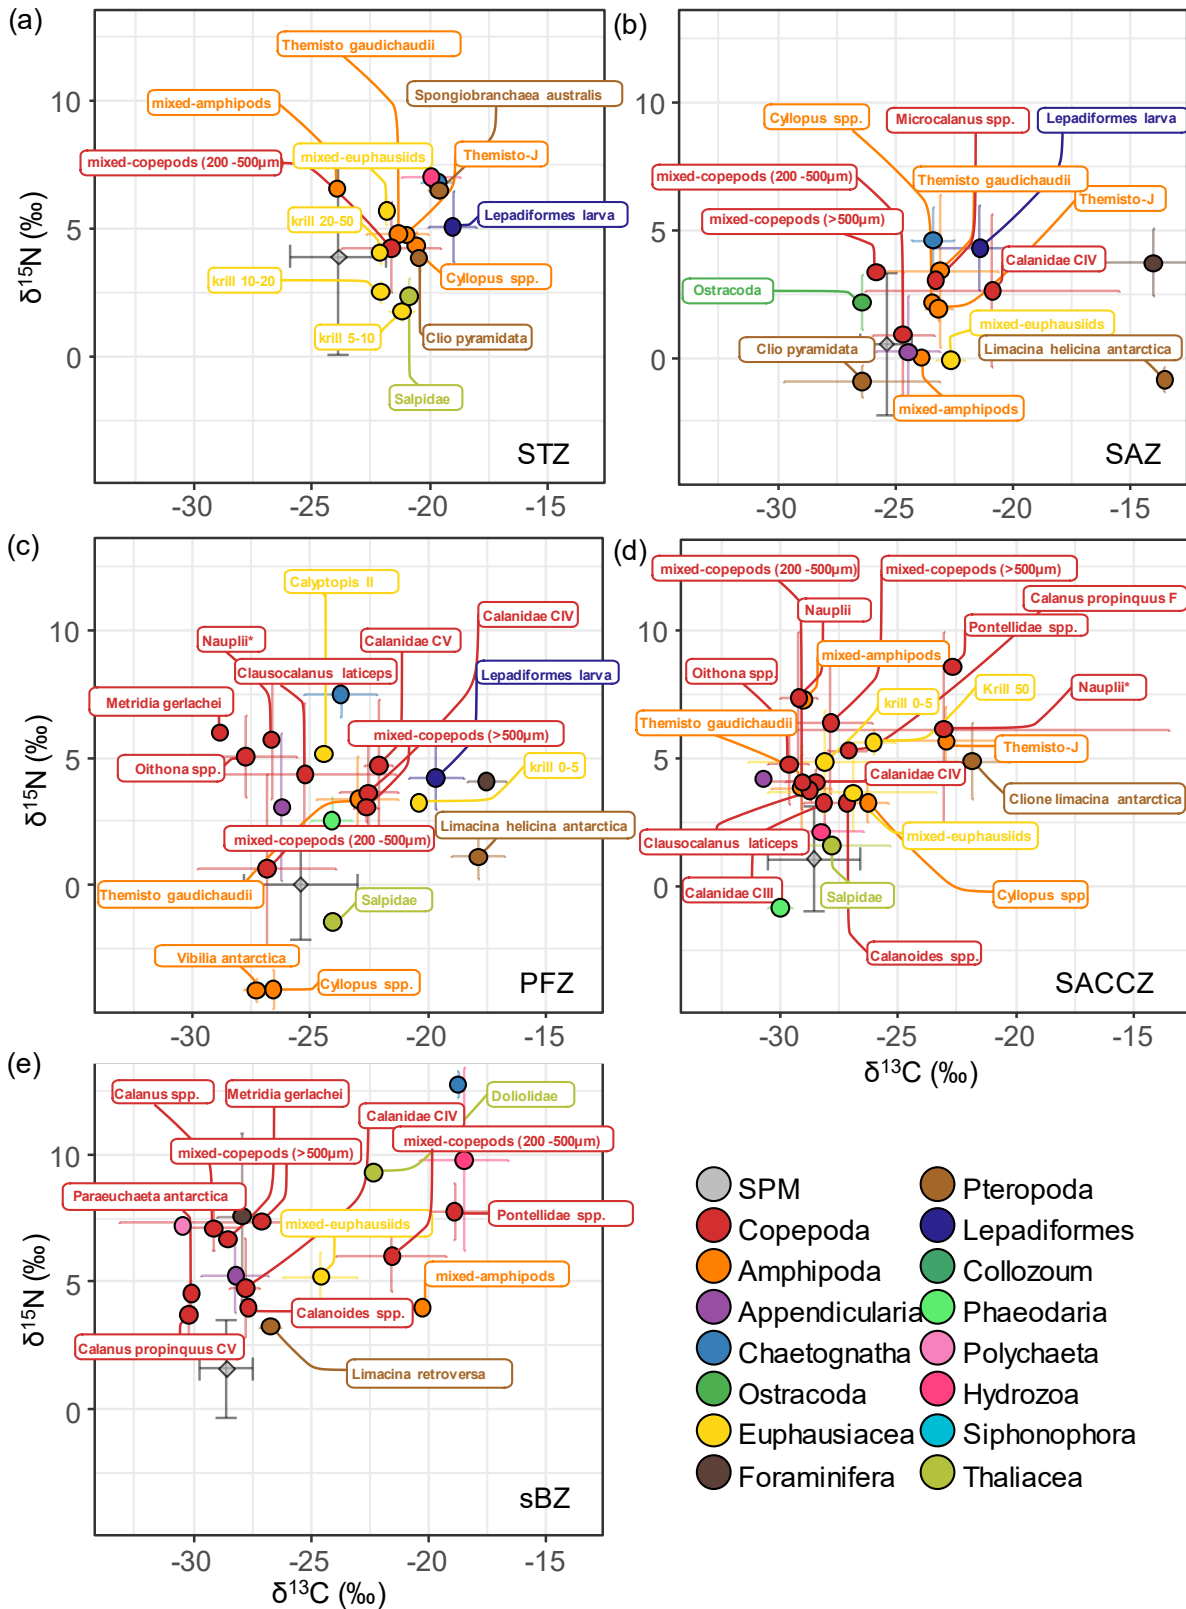 (a)
Themisto gaudichaudii
Spongiobranchaea australis
mixed-amphipods
mixed-copepods (200 -500µm)
mixed-euphausiids
Themisto-J
krill 20-50
Lepadiformes larva
krill 10-20
Cyllopus spp.
krill 5-10
Clio pyramidata
Salpidae
STZ
10
5
0
δ15N (‰)
-30
-25
-20
-15
(b)
Cyllopus spp.
Microcalanus spp.
Lepadiformes larva
mixed-copepods (200 -500µm)
Themisto gaudichaudii
Themisto-J
mixed-copepods (>500µm)
Calanidae CIV
Ostracoda
mixed-euphausiids
Clio pyramidata
Limacina helicina antarctica
mixed-amphipods
SAZ
10
5
0
-30
-25
-20
-15
(c)
Calyptopis II
Calanidae CIV
Nauplii*
Calanidae CV
Clausocalanus laticeps
Lepadiformes larva
Metridia gerlachei
mixed-copepods (>500µm)
Oithona spp.
krill 0-5
Limacina helicina antarctica
mixed-copepods (200 -500µm)
Themisto gaudichaudii
Salpidae
Vibilia antarctica
Cyllopus spp.
PFZ
10
5
0
δ15N (‰)
-30
-25
-20
-15
(d)
mixed-copepods (200 -500µm)
mixed-copepods (>500µm)
Nauplii
Calanus propinquus F
Pontellidae spp.
mixed-amphipods
Oithona spp.
krill 0-5
Krill 50
Nauplii*
Themisto gaudichaudii
Themisto-J
Calanidae CIV
Clione limacina antarctica
Clausocalanus laticeps
mixed-euphausiids
Calanidae CIII
Salpidae
Cyllopus spp.
Calanoides spp.
SACCZ
10
5
0
-30
-25
-20
-15
δ13C (‰)
(e)
Calanus spp.
Metridia gerlachei
Doliolidae
Calanidae CIV
mixed-copepods (>500µm)
mixed-copepods (200 -500µm)
Paraeuchaeta antarctica
mixed-euphausiids
Pontellidae spp.
mixed-amphipods
Calanoides spp.
Calanus propinquus CV
Limacina retroversa
sBZ
10
5
0
δ15N (‰)
-30
-25
-20
-15
δ13C (‰)
SPM
Copepoda
Amphipoda
Appendicularia
Chaetognatha
Ostracoda
Euphausiacea
Foraminifera
Pteropoda
Lepadiformes
Collozoum
Phaeodaria
Polychaeta
Hydrozoa
Siphonophora
Thaliacea